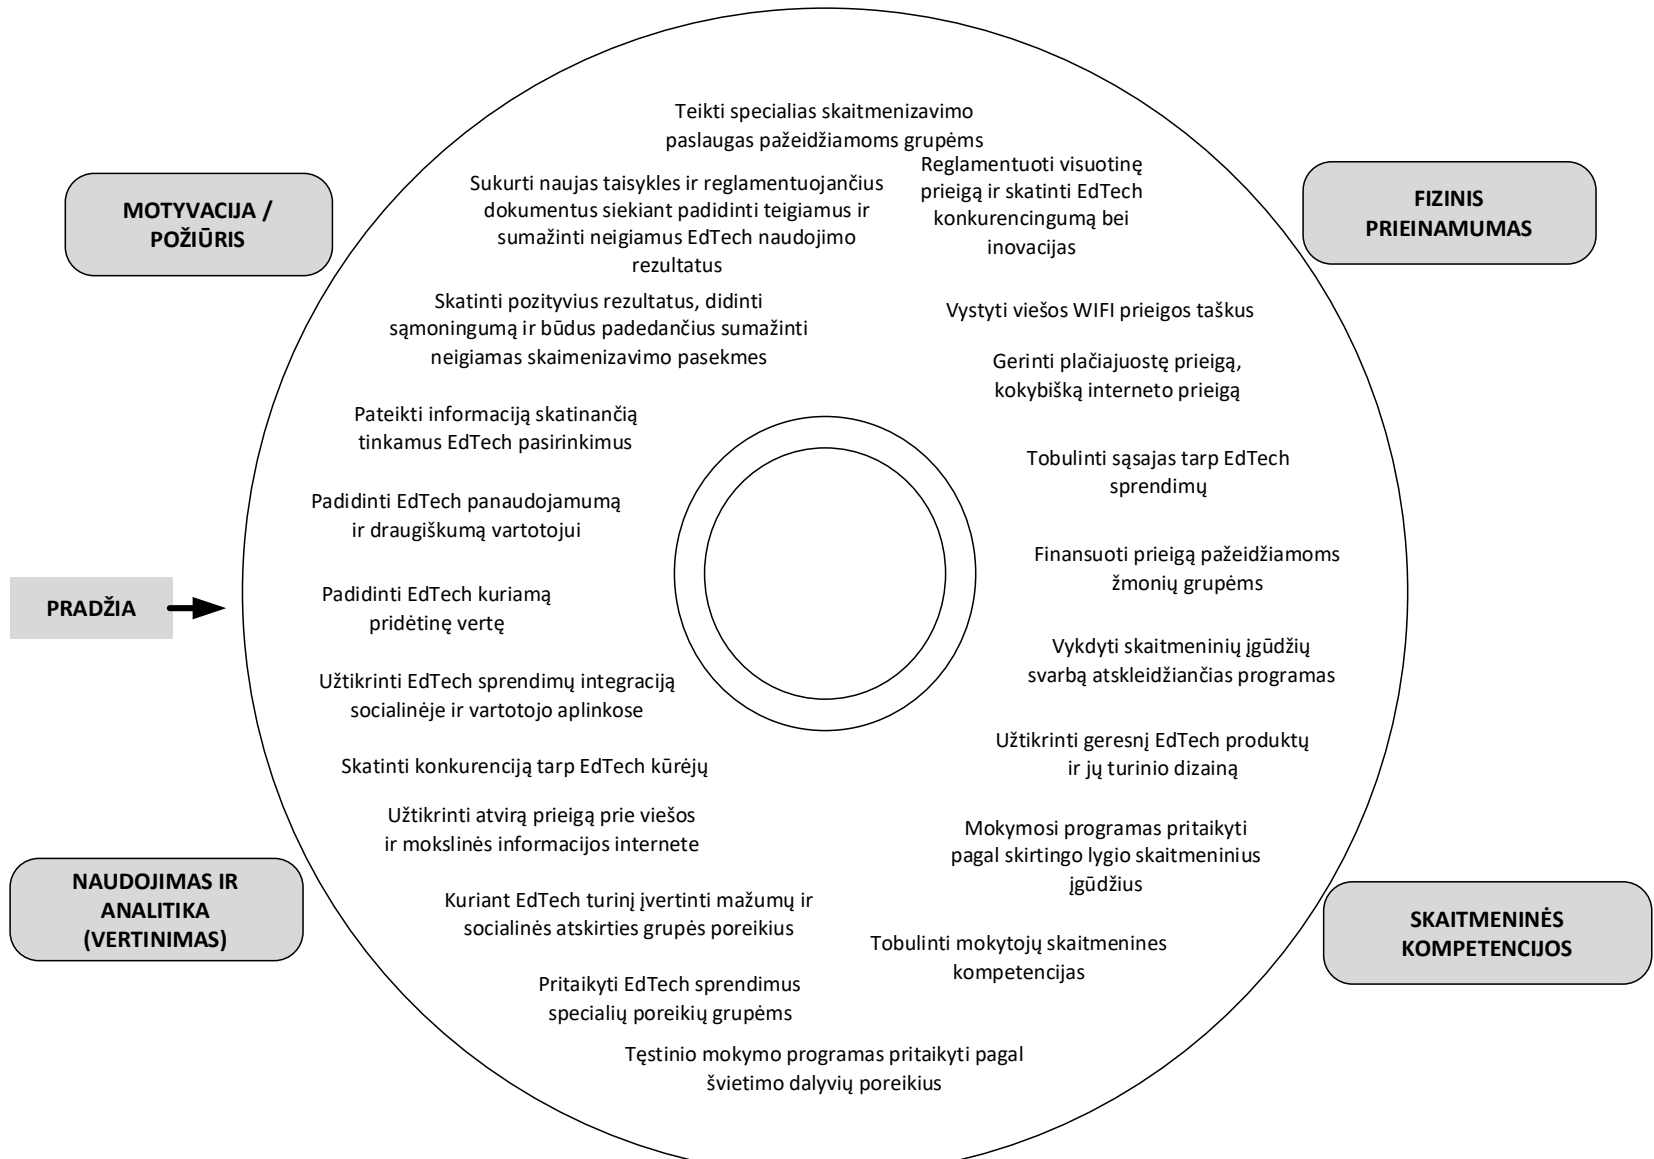 Teikti specialias skaitmenizavimo
paslaugas pažeidžiamoms grupėms
Reglamentuoti visuotinę
prieigą ir skatinti EdTech
konkurencingumą bei
inovacijas
Sukurti naujas taisykles ir reglamentuojančius
dokumentus siekiant padidinti teigiamus ir
sumažinti neigiamus EdTech naudojimo
rezultatus
MOTYVACIJA /
POŽIŪRIS
FIZINIS
PRIEINAMUMAS
Skatinti pozityvius rezultatus, didinti
sąmoningumą ir būdus padedančius sumažinti
neigiamas skaimenizavimo pasekmes
Vystyti viešos WIFI prieigos taškus
Gerinti plačiajuostę prieigą,
kokybišką interneto prieigą
Pateikti informaciją skatinančią
tinkamus EdTech pasirinkimus
Tobulinti sąsajas tarp EdTech
sprendimų
Padidinti EdTech panaudojamumą
ir draugiškumą vartotojui
Finansuoti prieigą pažeidžiamoms
žmonių grupėms
PRADŽIA
Padidinti EdTech kuriamą
pridėtinę vertę
Vykdyti skaitmeninių įgūdžių
svarbą atskleidžiančias programas
Užtikrinti EdTech sprendimų integraciją
socialinėje ir vartotojo aplinkose
Užtikrinti geresnį EdTech produktų
ir jų turinio dizainą
Skatinti konkurenciją tarp EdTech kūrėjų
Užtikrinti atvirą prieigą prie viešos
ir mokslinės informacijos internete
Mokymosi programas pritaikyti
pagal skirtingo lygio skaitmeninius
įgūdžius
NAUDOJIMAS IR
ANALITIKA
(VERTINIMAS)
Kuriant EdTech turinį įvertinti mažumų ir
socialinės atskirties grupės poreikius
SKAITMENINĖS
KOMPETENCIJOS
Tobulinti mokytojų skaitmenines
kompetencijas
Pritaikyti EdTech sprendimus
specialių poreikių grupėms
Tęstinio mokymo programas pritaikyti pagal
švietimo dalyvių poreikius